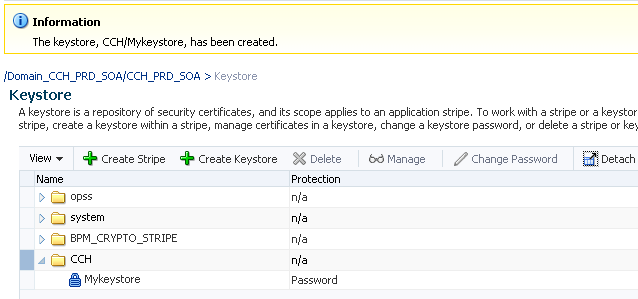 Information
The keystore, CCH/Mykeystore, has been created.
/Domain_CCH_PRD_SOA/CCH_PRD_SOA > Keystore
Keystore
A keystore is a repository of security certificates, and its scope applies to an application stripe. To work with a stripe or a keystor
stripe, create a keystore within a stripe, manage certificates in a keystore, change a keystore password, or delete a stripe or key
View Create Stripe Create Keystore Delete Manage Change Password Detach
Name Protection
opss n/a
system n/a
BPM_CRYPTO_STRIPE n/a
CCH n/a
Mykeystore Password